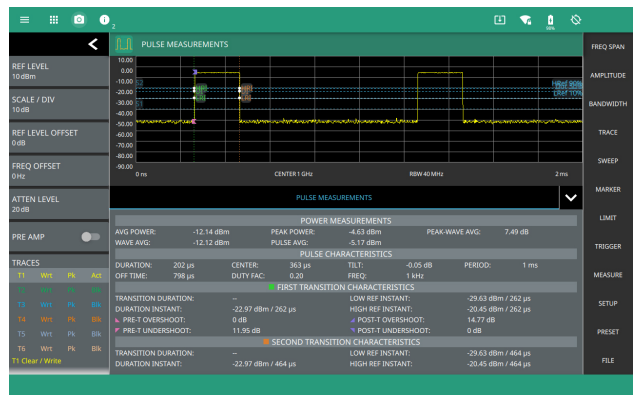 2
50%
PULSE MEASUREMENTS
FREQ SPAN
AMPLITUDE
BANDWIDTH
TRACE
SWEEP
MARKER
LIMIT
TRIGGER
MEASURE
SETUP
PRESET
FILE
REF LEVEL
10 dBm
SCALE / DIV
10 dB
REF LEVEL OFFSET
0 dB
FREQ OFFSET
0 Hz
ATTEN LEVEL
20 dB
PRE AMP
TRACES
T1 Wrt Pk Act
T2 Wrt Pk Blk
T3 Wrt Pk Blk
T4 Wrt Pk Blk
T5 Wrt Pk Blk
T6 Wrt Pk Blk
T1 Clear / Write
10.00
0.00
-10.00
-20.00
-30.00
-40.00
-50.00
-60.00
-70.00
-80.00
-90.00
S2
S1
HRef 90%
LRef 10%
0 ns CENTER 1 GHz RBW 40 MHz 2 ms
PULSE MEASUREMENTS
POWER MEASUREMENTS
AVG POWER: -12.14 dBm PEAK POWER: -4.63 dBm PEAK-WAVE AVG: 7.49 dB
WAVE AVG: -12.12 dBm PULSE AVG: -5.17 dBm
PULSE CHARACTERISTICS
DURATION: 202 µs CENTER: 363 µs TILT: -0.05 dB PERIOD: 1 ms
OFF TIME: 798 µs DUTY FAC: 0.20 FREQ: 1 kHz
FIRST TRANSITION CHARACTERISTICS
TRANSITION DURATION: -- LOW REF INSTANT: -29.63 dBm / 262 µs
DURATION INSTANT: -22.97 dBm / 262 µs HIGH REF INSTANT: -20.45 dBm / 262 µs
PRE-T OVERSHOOT: 0 dB POST-T OVERSHOOT: 14.77 dB
PRE-T UNDERSHOOT: 11.95 dB POST-T UNDERSHOOT: 0 dB
SECOND TRANSITION CHARACTERISTICS
TRANSITION DURATION: -- LOW REF INSTANT: -29.63 dBm / 464 µs
DURATION INSTANT: -22.97 dBm / 464 µs HIGH REF INSTANT: -20.45 dBm / 464 µs